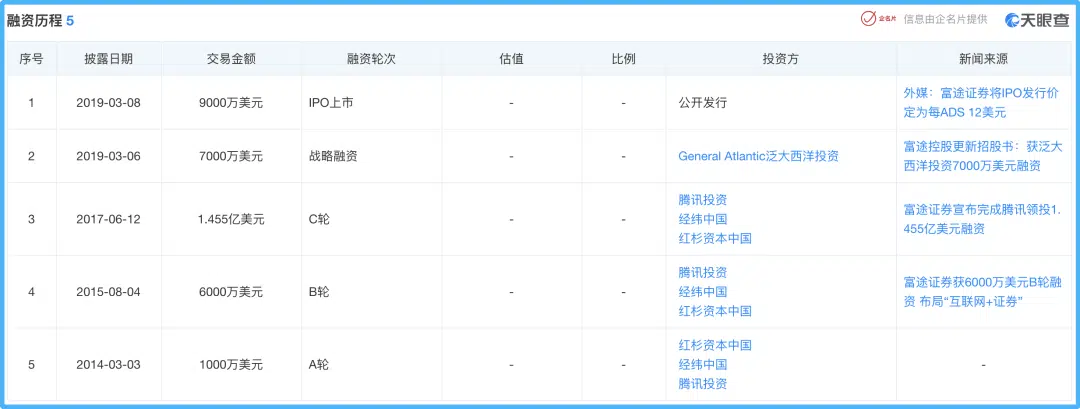 融资历程 5
企名片 信息由企名片提供 天眼查
序号 披露日期 交易金额 融资轮次 估值 比例 投资方 新闻来源
1 2019-03-08 9000万美元 IPO上市 - - 公开发行 外媒：富途证券将IPO发行价
定为每ADS 12美元
2 2019-03-06 7000万美元 战略融资 - - General Atlantic泛大西洋投资 富途控股更新招股书：获泛大
西洋投资7000万美元融资
3 2017-06-12 1.455亿美元 C轮 - - 腾讯投资
经纬中国
红杉资本中国
富途证券宣布完成腾讯领投1.
455亿美元融资
4 2015-08-04 6000万美元 B轮 - - 腾讯投资
经纬中国
红杉资本中国
富途证券获6000万美元B轮融
资 布局“互联网+证券”
5 2014-03-03 1000万美元 A轮 - - 红杉资本中国
经纬中国
腾讯投资
-